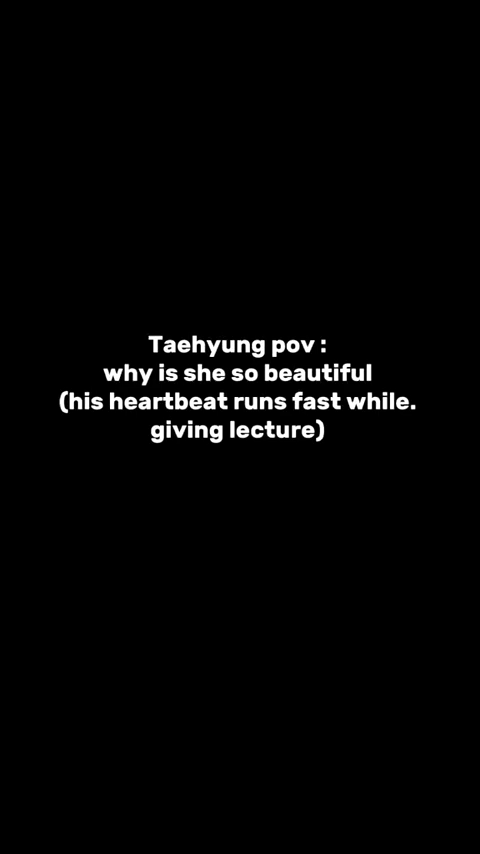 Taehyung pov :
why is she so beautiful
(his heartbeat runs fast while.
giving lecture)